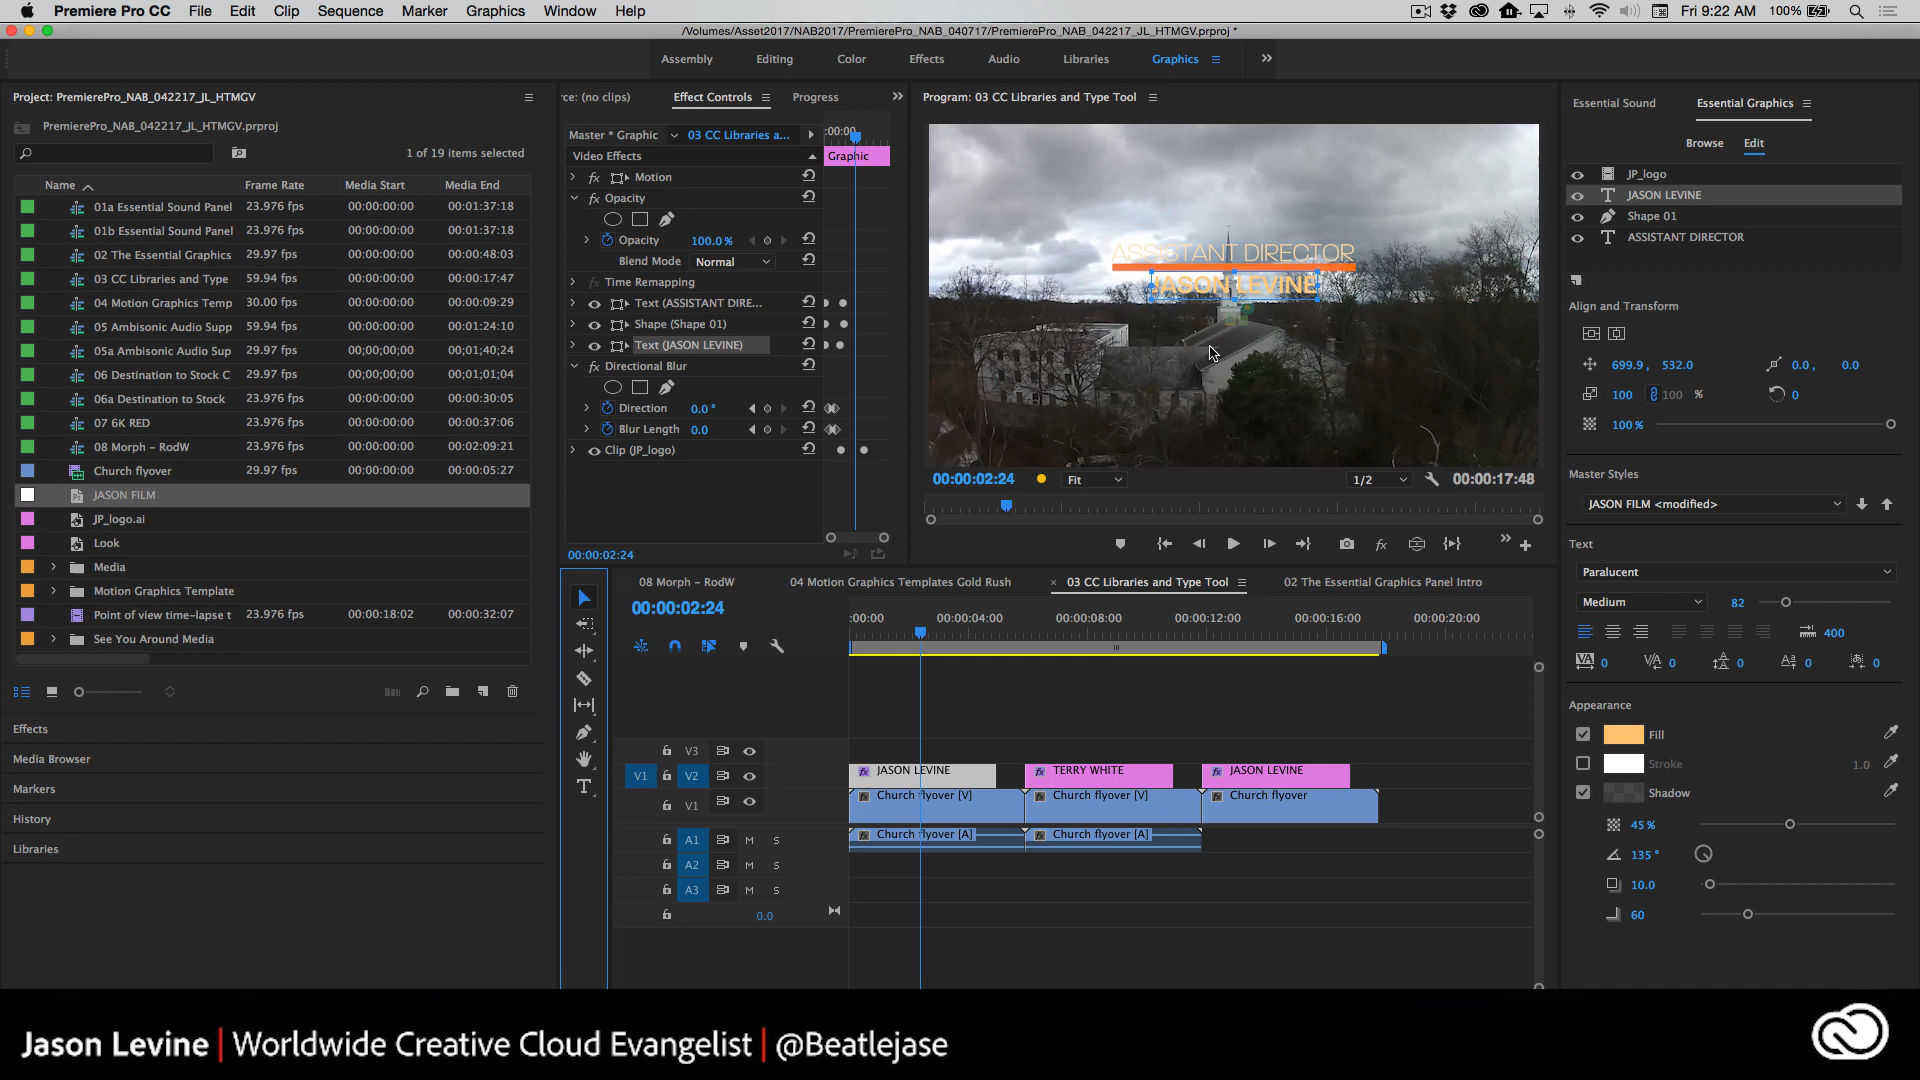 Premiere Pro CC File Edit Clip Sequence Marker Graphics Window Help Fri 9:22 AM 100%
/Volumes/Asset2017/NAB2017/PremierePro_NAB_040717/PremierePro_NAB_042217_JL_HTMGV.prproj *
Assembly Editing Color Effects Audio Libraries Graphics
Project: PremierePro_NAB_042217_JL_HTMGV
PremierePro_NAB_042217_JL_HTMGV.prproj
1 of 19 items selected
Name Frame Rate Media Start Media End
01a Essential Sound Panel 23.976 fps 00:00:00:00 00:01:37:18
01b Essential Sound Panel 23.976 fps 00:00:00:00 00:01:37:18
02 The Essential Graphics 23.976 fps 00:00:00:00 00:00:48:03
03 CC Libraries and Type 59.94 fps 00:00:00:00 00:00:17:47
04 Motion Graphics Temp 30.00 fps 00:00:00:00 00:00:09:29
05 Ambisonic Audio Supp 59.94 fps 00:00:00:00 00:01:24:10
05a Ambisonic Audio Sup 29.97 fps 00;00;00;00 00;01;40;24
06 Destination to Stock C 29.97 fps 00;00;00;00 00;01;01;04
06a Destination to Stock 29.97 fps 00:00:00:00 00:00:30:05
07 6K RED 23.976 fps 00:00:00:00 00:00:37:06
08 Morph - RodW 23.976 fps 00:00:00:00 00:02:09:21
Church flyover 29.97 fps 00:00:00:00 00:00:05:27
JASON FILM
JP_logo.ai
Look
Media
Motion Graphics Template
Point of view time-lapse t 23.976 fps 00:00:18:02 00:00:32:07
See You Around Media
Effects
Media Browser
Markers
History
Libraries
rce: (no clips) Effect Controls Progress
Master * Graphic 03 CC Libraries a... :00:00
Video Effects Graphic
fx Motion
fx Opacity
Opacity 100.0 %
Blend Mode Normal
fx Time Remapping
Text (ASSISTANT DIRE...
Shape (Shape 01)
Text (JASON LEVINE)
fx Directional Blur
Direction 0.0 °
Blur Length 0.0
Clip (JP_logo)
00:00:02:24
Program: 03 CC Libraries and Type Tool
ASSISTANT DIRECTOR
JASON LEVINE
00:00:02:24 Fit 1/2 00:00:17:48
fx
08 Morph - RodW 04 Motion Graphics Templates Gold Rush × 03 CC Libraries and Type Tool 02 The Essential Graphics Panel Intro
00:00:02:24
:00:00 00:00:04:00 00:00:08:00 00:00:12:00 00:00:16:00 00:00:20:00
V3
V1 V2 fx JASON LEVINE fx TERRY WHITE fx JASON LEVINE
V1 fx Church flyover [V] fx Church flyover [V] fx Church flyover
A1 M S fx Church flyover [A] fx Church flyover [A]
A2 M S
A3 M S
0.0
Essential Sound Essential Graphics
Browse Edit
JP_logo
T JASON LEVINE
Shape 01
T ASSISTANT DIRECTOR
Align and Transform
699.9 , 532.0 0.0 , 0.0
100 100 % 0
100 %
Master Styles
JASON FILM <modified>
Text
Paralucent
Medium 82
400
VA 0 V/A 0 0 Aa 0 0
Appearance
Fill
Stroke 1.0
Shadow
45 %
135 °
10.0
60
Jason Levine | Worldwide Creative Cloud Evangelist | @Beatlejase